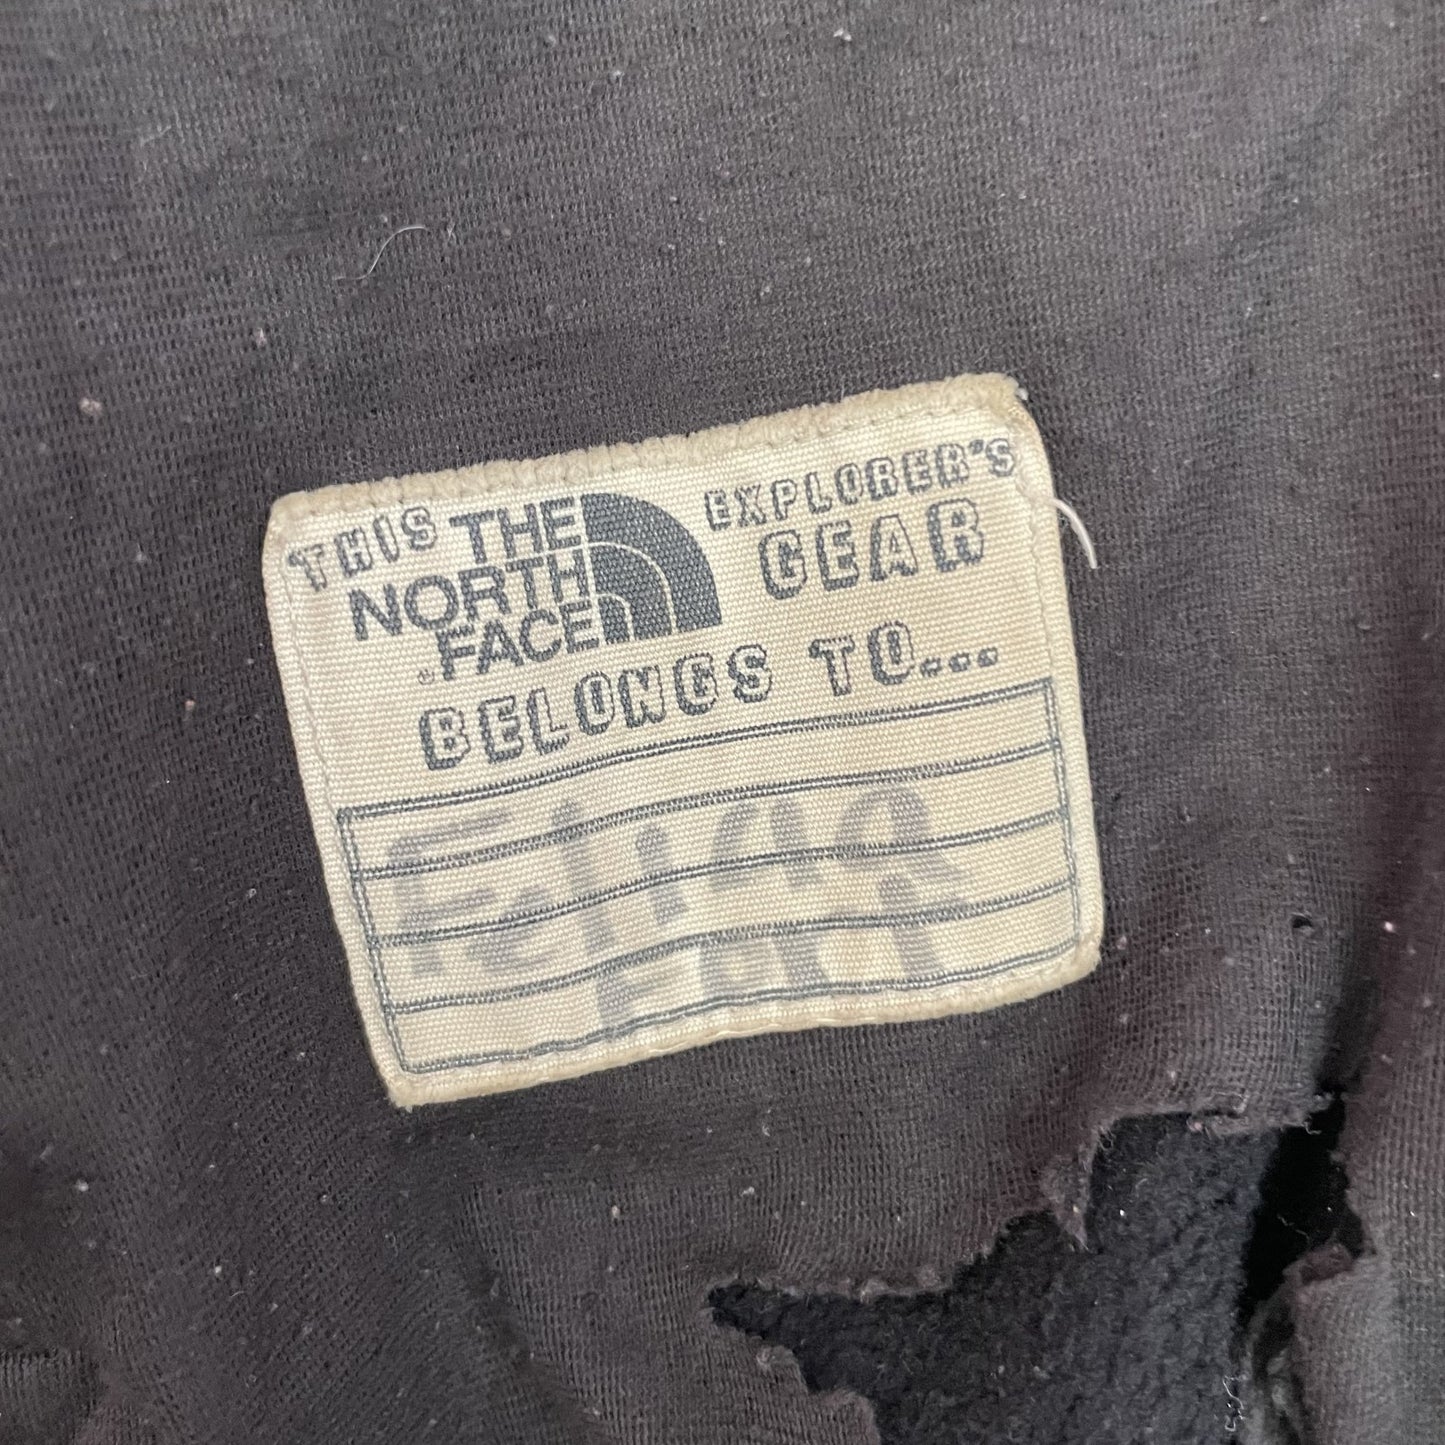 THIS THE NORTH FACE EXPLORER'S GEAR
BELONGS TO...